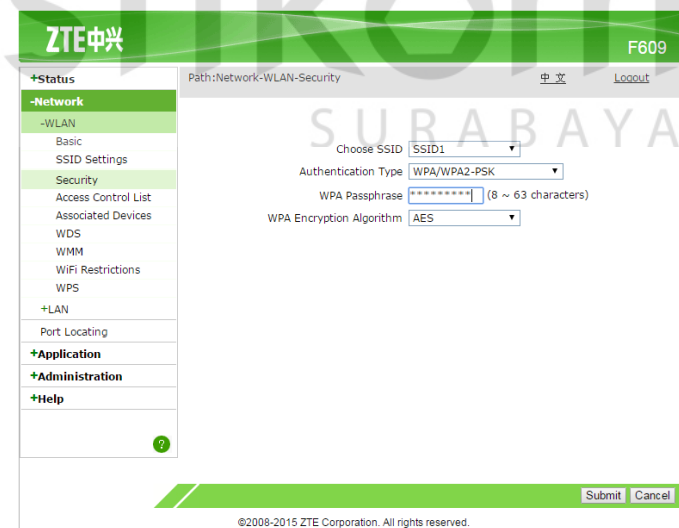 ZTE中兴
F609
+Status
Path:Network-WLAN-Security
中文
Logout
-Network
-WLAN
Basic
SSID Settings
Security
Access Control List
Associated Devices
WDS
WMM
WiFi Restrictions
WPS
+LAN
Port Locating
+Application
+Administration
+Help
?
SURABAYA
Choose SSID SSID1
Authentication Type WPA/WPA2-PSK
WPA Passphrase ********* (8 ~ 63 characters)
WPA Encryption Algorithm AES
Submit Cancel
©2008-2015 ZTE Corporation. All rights reserved.